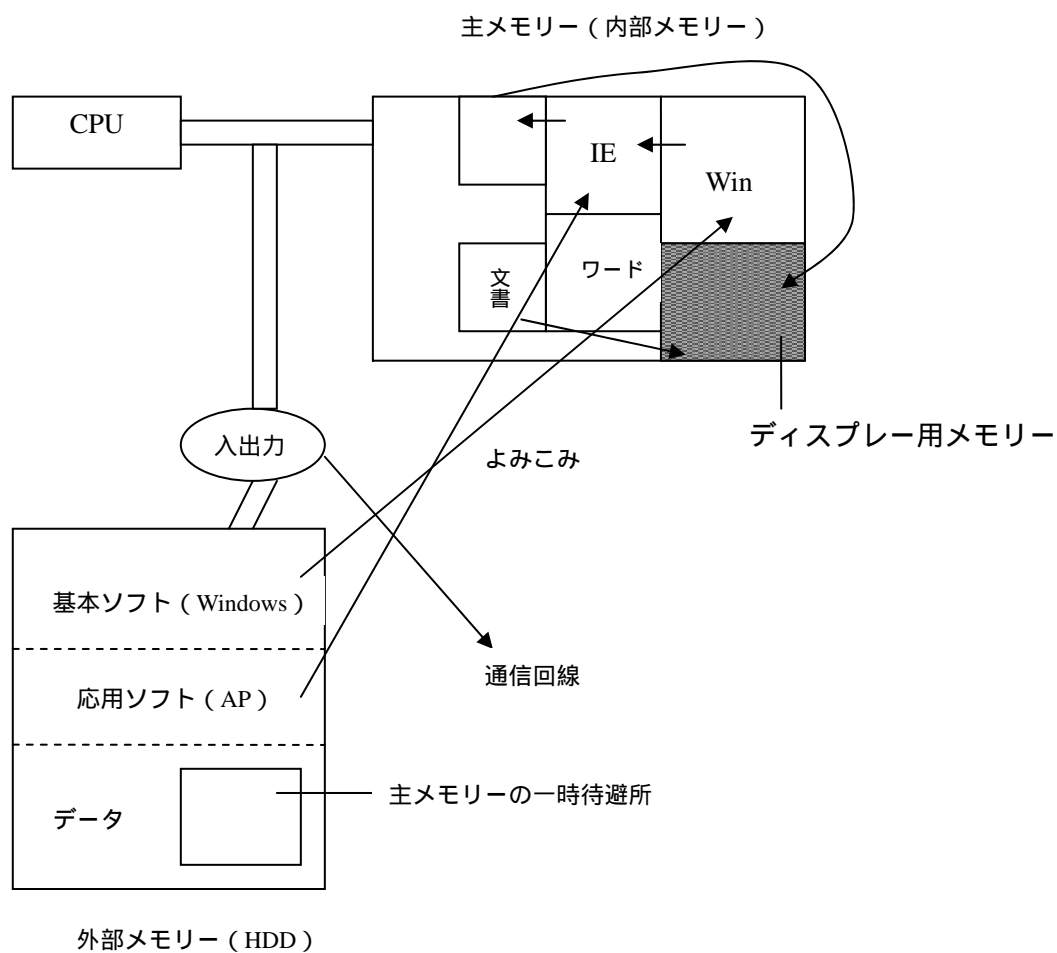 主メモリー(内部メモリー)
CPU
IE
Win
ワード
文書
ディスプレー用メモリー
入出力
よみこみ
基本ソフト(Windows)
通信回線
応用ソフト(AP)
主メモリーの一時待避所
データ
外部メモリー(HDD)